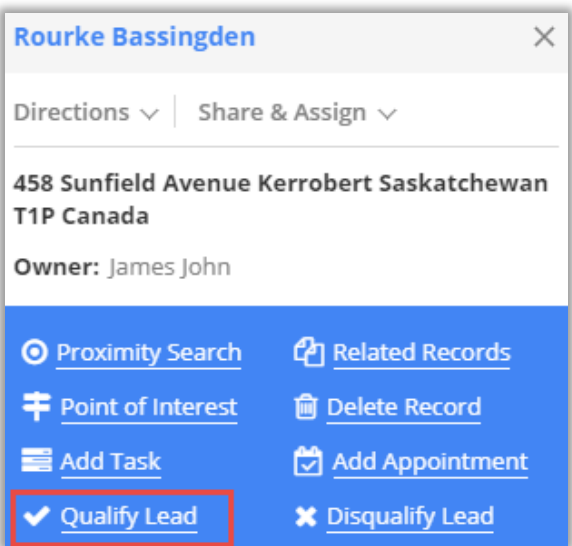 Rourke Bassingden
Directions Share & Assign
458 Sunfield Avenue Kerrobert Saskatchewan
T1P Canada
Owner: James John
Proximity Search Related Records
Point of Interest Delete Record
Add Task Add Appointment
Qualify Lead Disqualify Lead